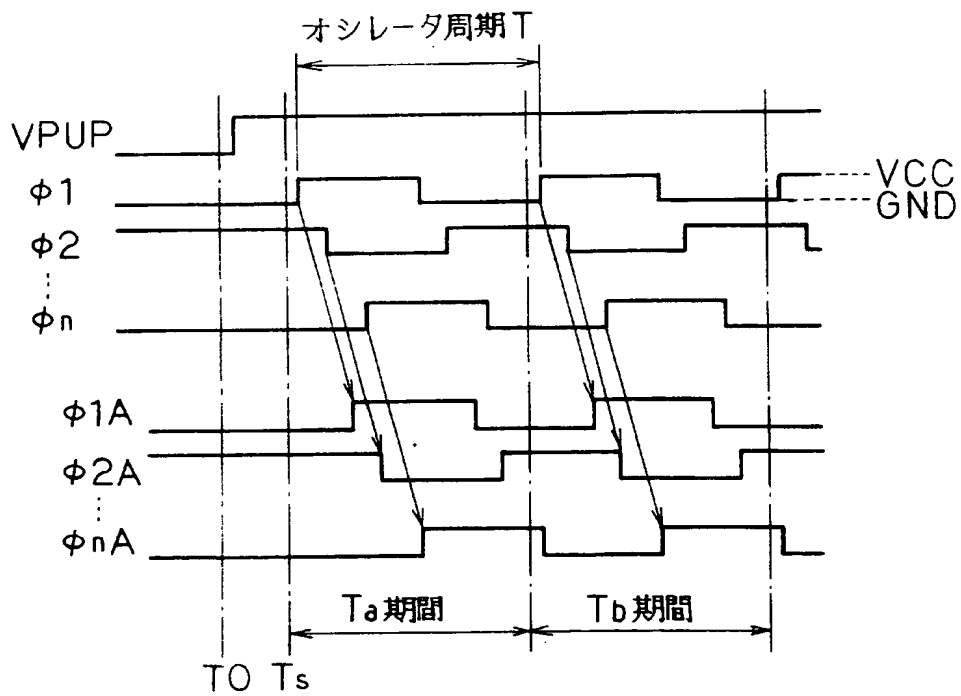 オシレータ周期T
VPUP
φ1
VCC
GND
φ2
φn
φ1A
φ2A
φnA
Ta期間
Tb期間
TO
Ts